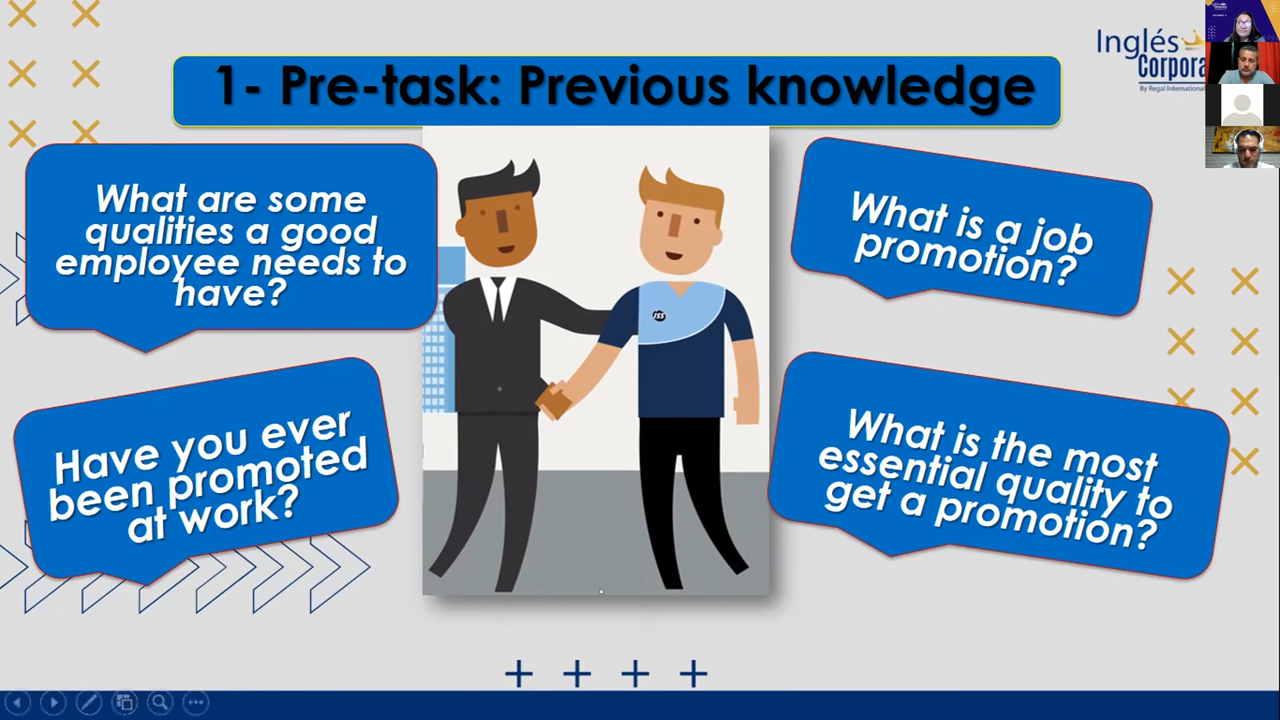 1- Pre-task: Previous knowledge
Inglés
Corpora
By Regal International
What are some
qualities a good
employee needs to
have?
What is a job
promotion?
iss
Have you ever
been promoted
at work?
What is the most
essential quality to
get a promotion?